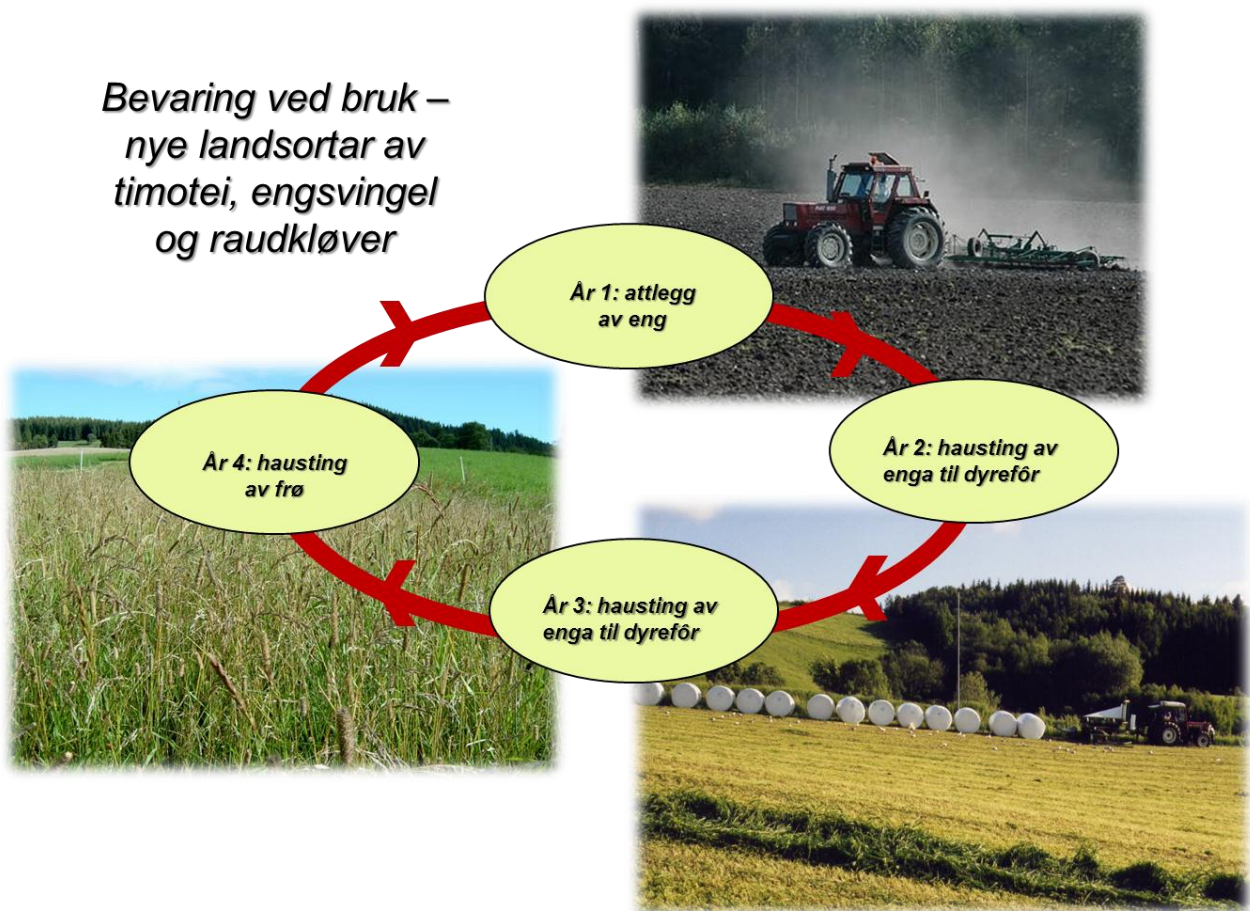 Bevaring ved bruk –
nye landsortar av
timotei, engsvingel
og raudkløver
År 1: attlegg
av eng
År 2: hausting av
enga til dyrefôr
År 3: hausting av
enga til dyrefôr
År 4: hausting
av frø